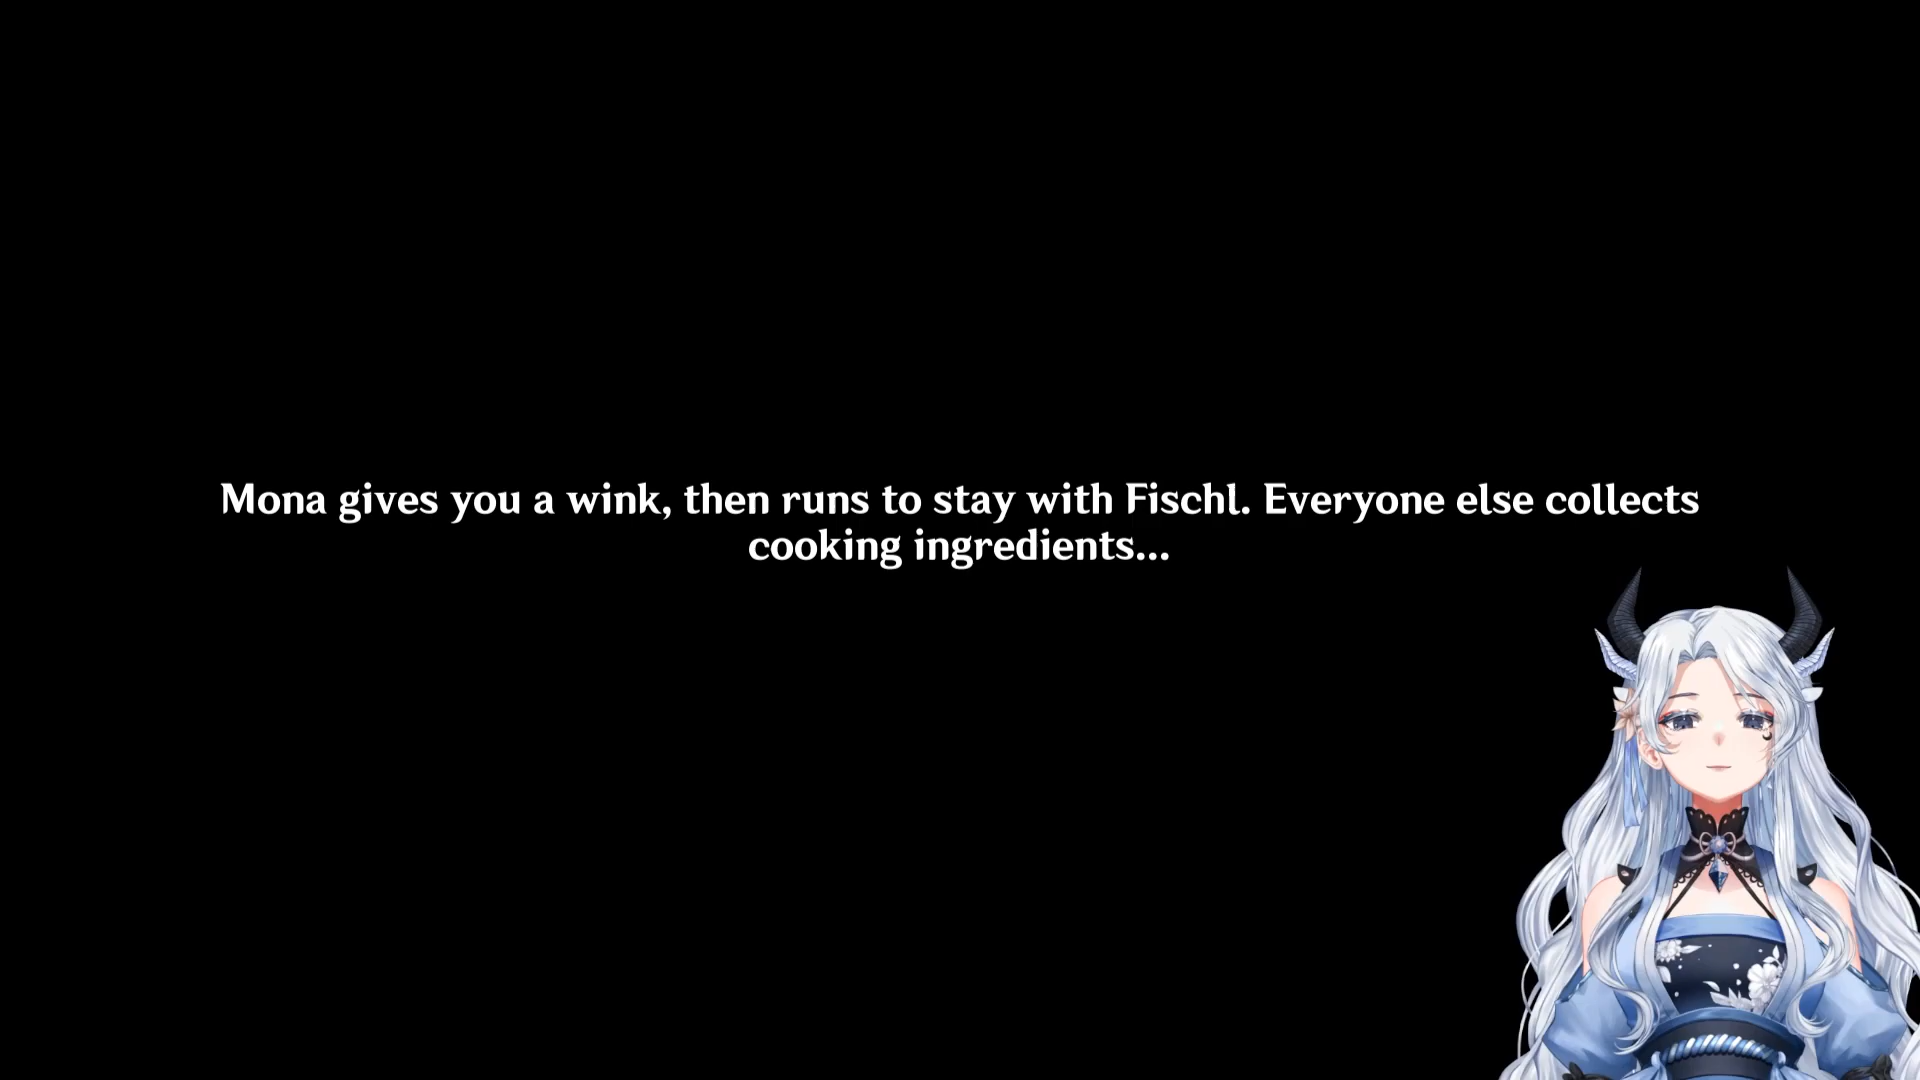 Mona gives you a wink, then runs to stay with Fischl. Everyone else collects
cooking ingredients...